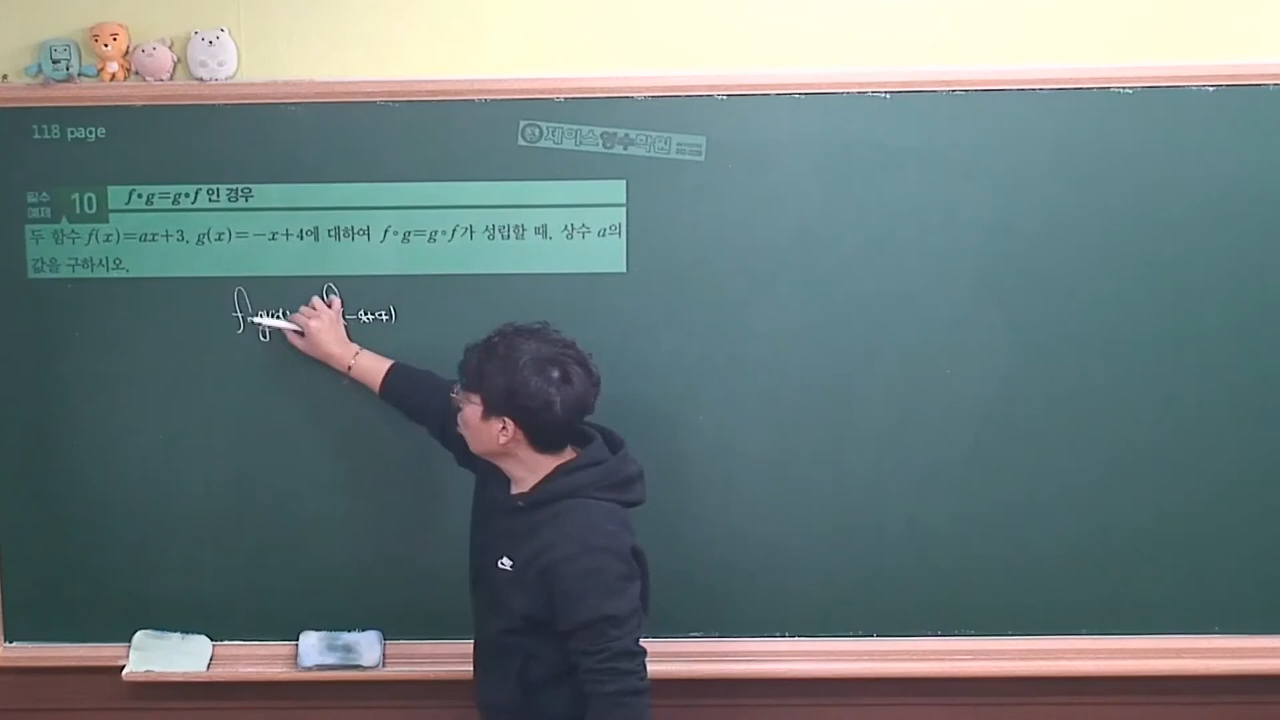 118 page
제이스영수학원
필수 예제 10 f∘g=g∘f 인 경우
두 함수 f(x)=ax+3, g(x)=-x+4에 대하여 f∘g=g∘f가 성립할 때, 상수 a의
값을 구하시오.